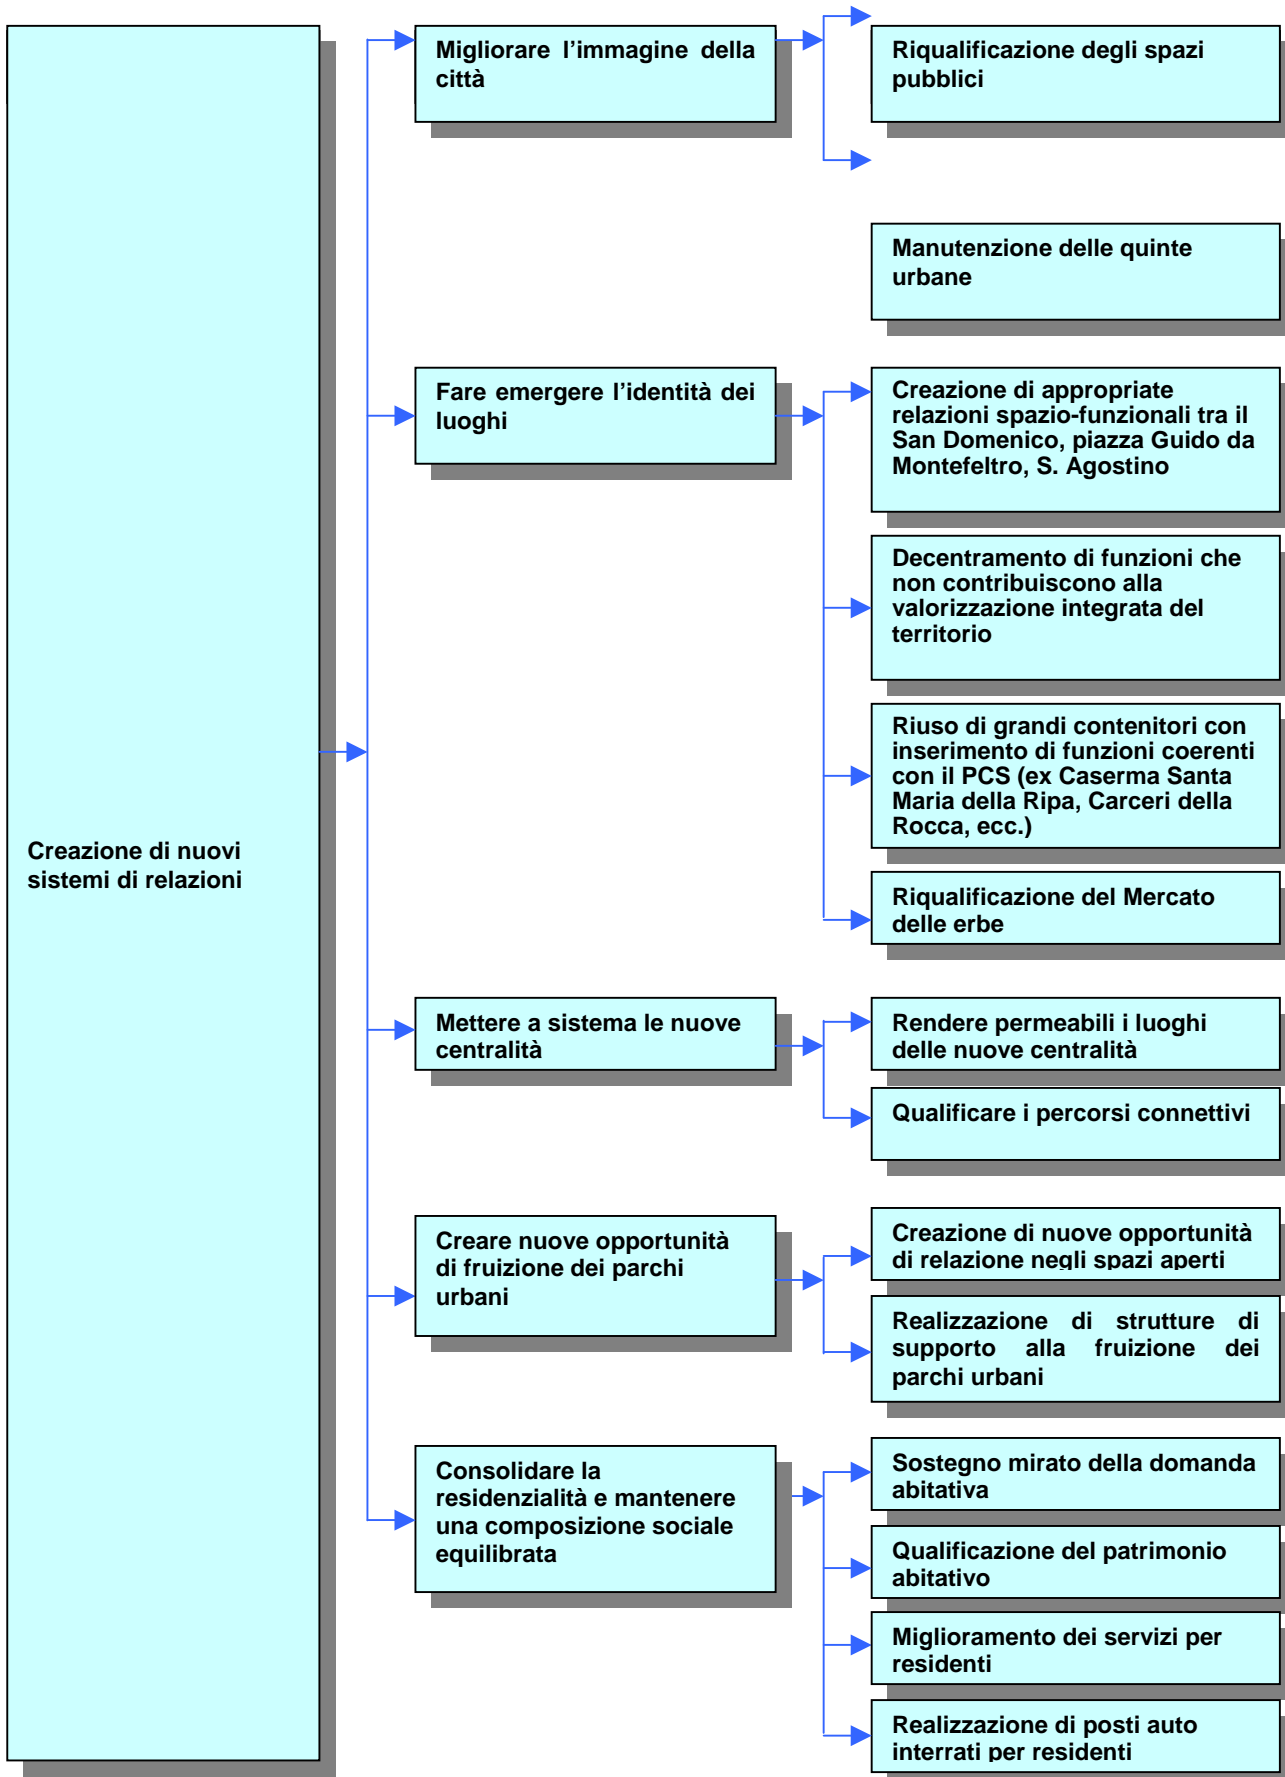 Creazione di nuovi
sistemi di relazioni
Migliorare l'immagine della
città
Riqualificazione degli spazi
pubblici
Manutenzione delle quinte
urbane
Fare emergere l'identità dei
luoghi
Creazione di appropriate
relazioni spazio-funzionali tra il
San Domenico, piazza Guido da
Montefeltro, S. Agostino
Decentramento di funzioni che
non contribuiscono alla
valorizzazione integrata del
territorio
Riuso di grandi contenitori con
inserimento di funzioni coerenti
con il PCS (ex Caserma Santa
Maria della Ripa, Carceri della
Rocca, ecc.)
Riqualificazione del Mercato
delle erbe
Mettere a sistema le nuove
centralità
Rendere permeabili i luoghi
delle nuove centralità
Qualificare i percorsi connettivi
Creare nuove opportunità
di fruizione dei parchi
urbani
Creazione di nuove opportunità
di relazione negli spazi aperti
Realizzazione di strutture di
supporto alla fruizione dei
parchi urbani
Consolidare la
residenzialità e mantenere
una composizione sociale
equilibrata
Sostegno mirato della domanda
abitativa
Qualificazione del patrimonio
abitativo
Miglioramento dei servizi per
residenti
Realizzazione di posti auto
interrati per residenti